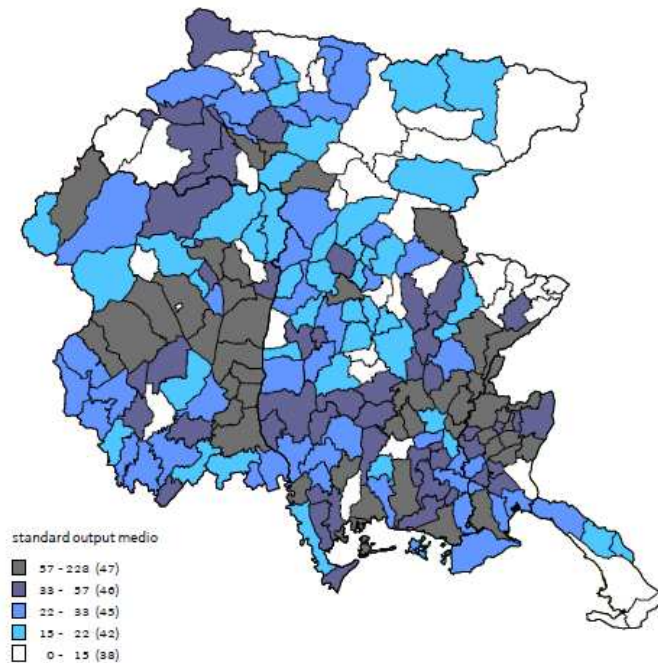 standard output medio
57 - 228 (47)
33 - 57 (46)
22 - 33 (45)
15 - 22 (42)
0 - 15 (38)